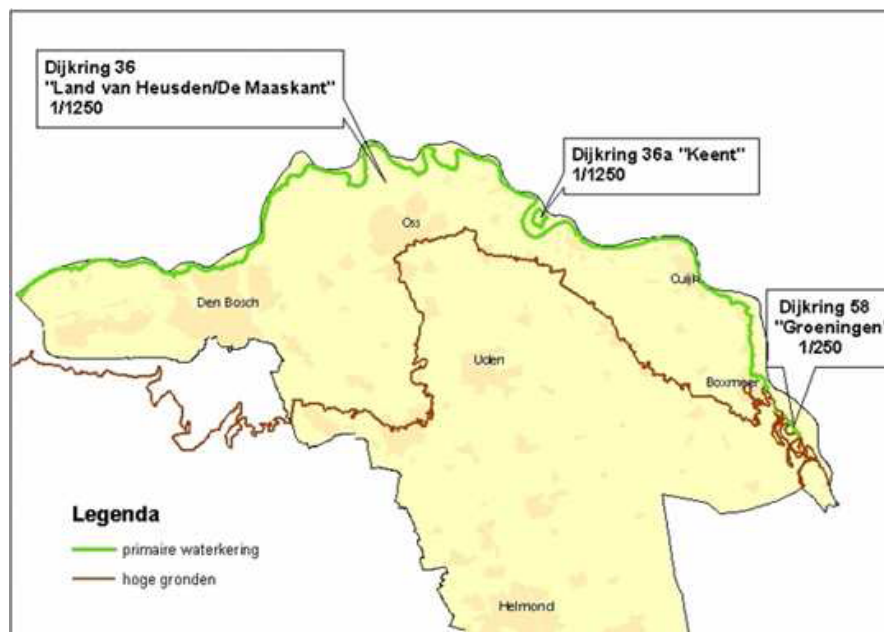 Dijkring 36
"Land van Heusden/De Maaskant"
1/1250
Dijkring 36a "Keent"
1/1250
Oss
Cuijk
Den Bosch
Dijkring 58
"Groeningen"
1/250
Uden
Boxmeer
Legenda
primaire waterkering
hoge gronden
Helmond